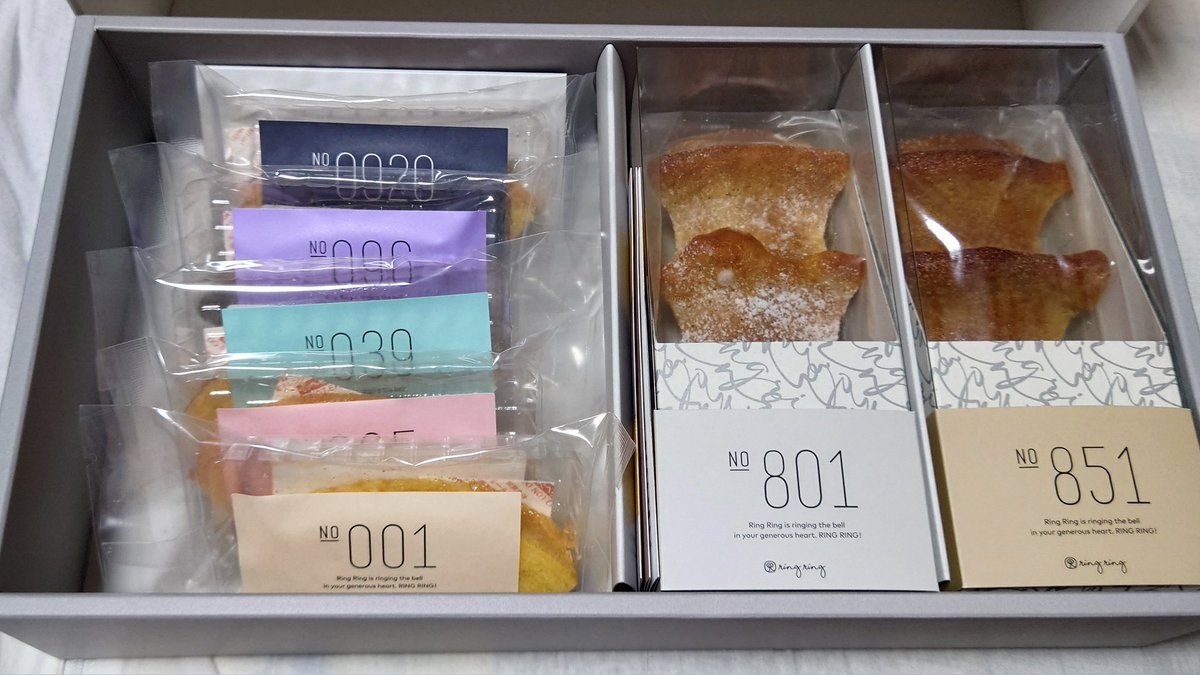 NO 0020
NO 096
NO 039
NO 001
Ring Ring is ringing the bell
in your generous heart. RING RING!
NO 801
Ring Ring is ringing the bell
in your generous heart. RING RING!
ring ring
NO 851
Ring Ring is ringing the bell
in your generous heart. RING RING!
ring ring